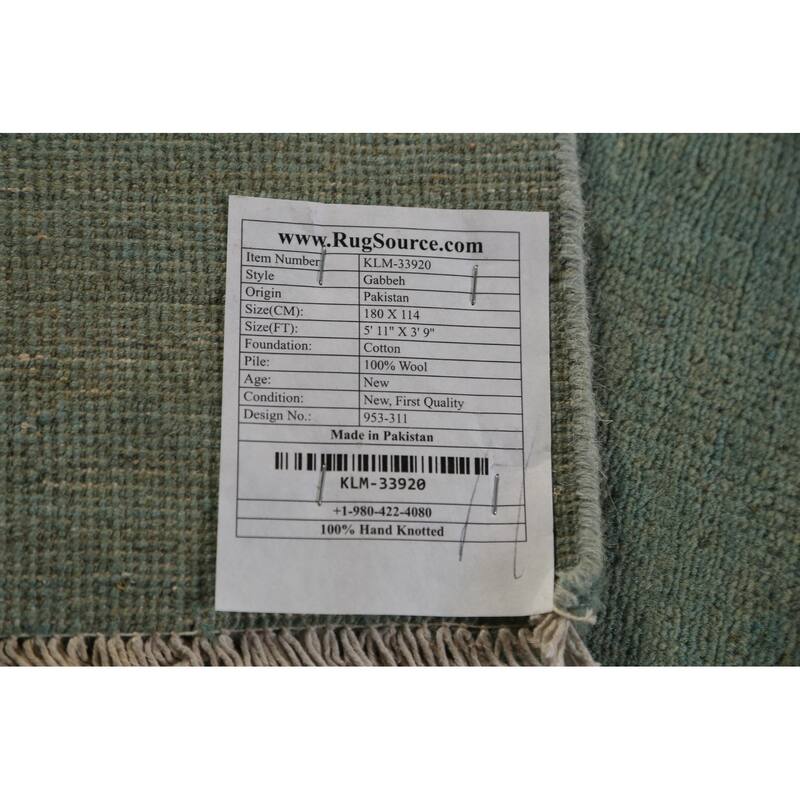 www.RugSource.com
Item Number KLM-33920
Style Gabbeh
Origin Pakistan
Size(CM): 180 X 114
Size(FT): 5' 11" X 3' 9"
Foundation: Cotton
Pile: 100% Wool
Age: New
Condition: New, First Quality
Design No.: 953-311
Made in Pakistan
KLM-33920
+1-980-422-4080
100% Hand Knotted